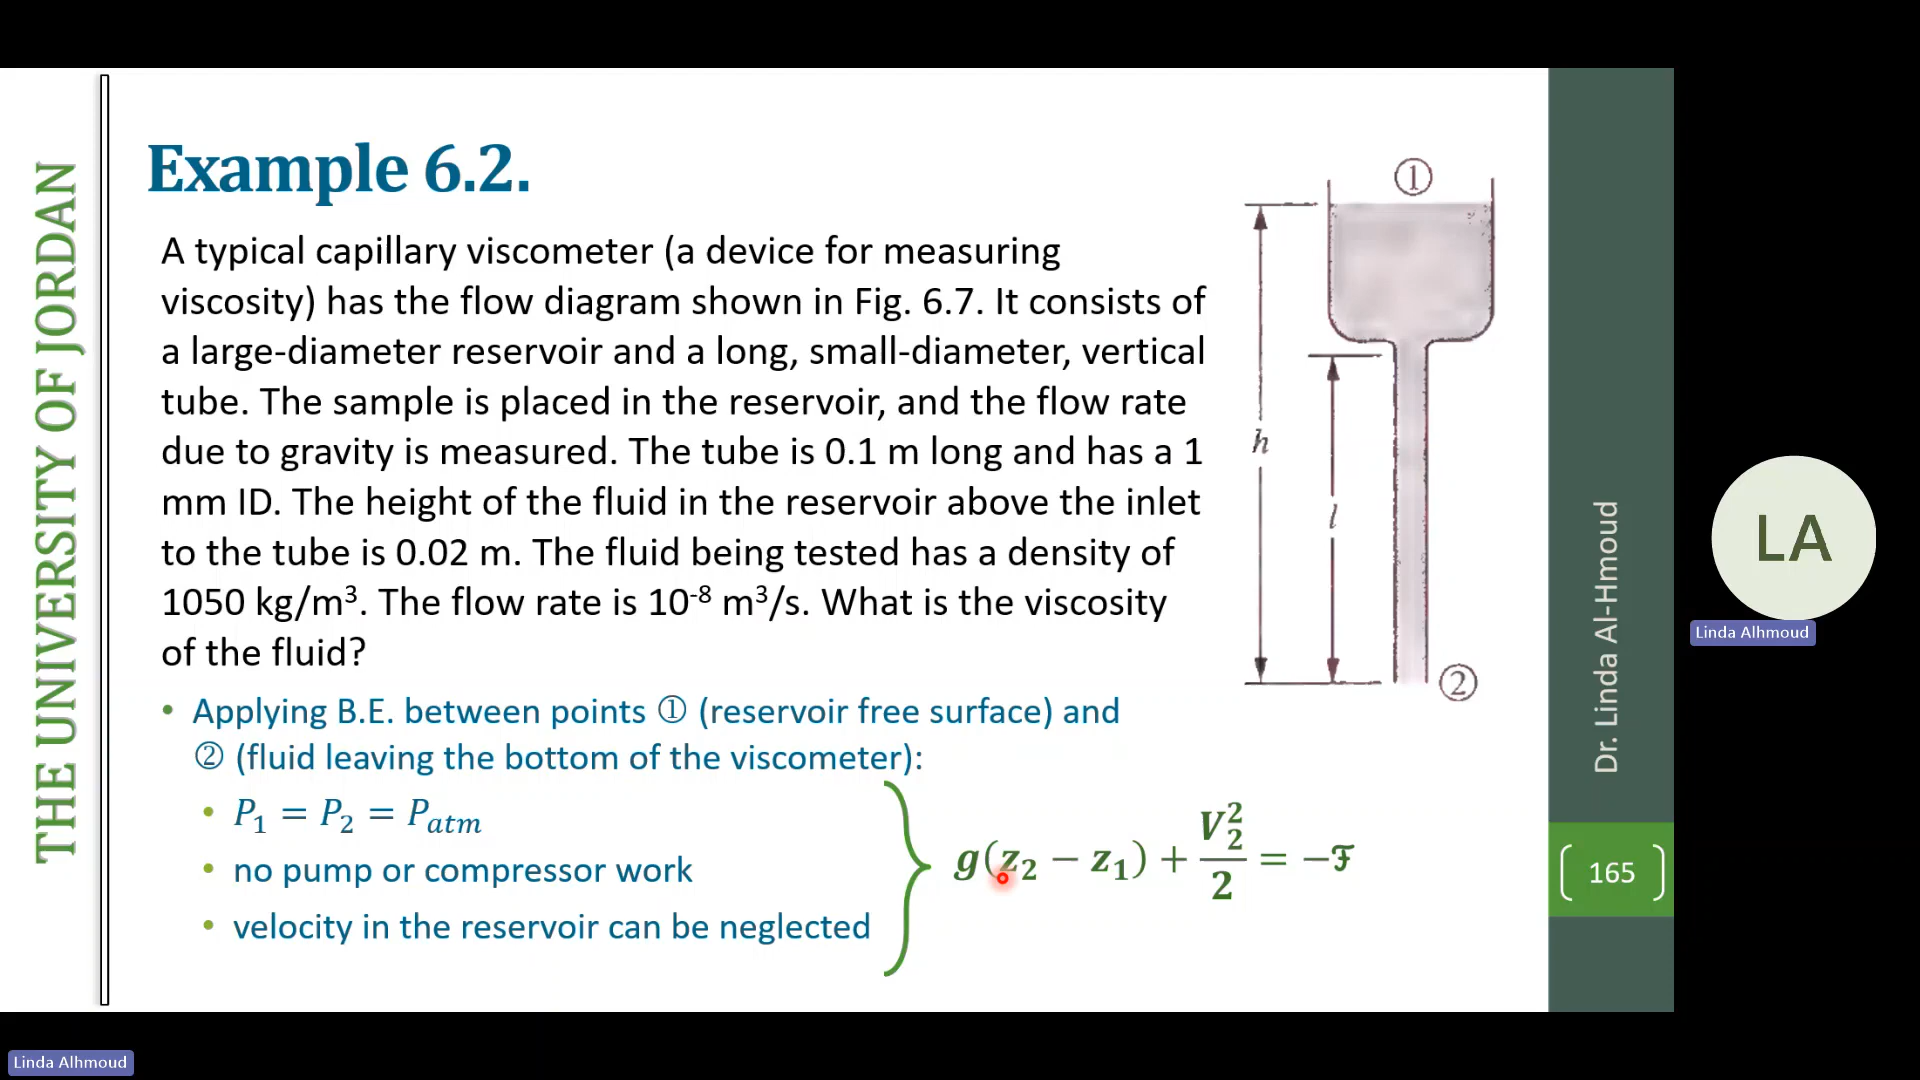 THE UNIVERSITY OF JORDAN
Example 6.2.
A typical capillary viscometer (a device for measuring
viscosity) has the flow diagram shown in Fig. 6.7. It consists of
a large-diameter reservoir and a long, small-diameter, vertical
tube. The sample is placed in the reservoir, and the flow rate
due to gravity is measured. The tube is 0.1 m long and has a 1
mm ID. The height of the fluid in the reservoir above the inlet
to the tube is 0.02 m. The fluid being tested has a density of
1050 kg/m³. The flow rate is 10⁻⁸ m³/s. What is the viscosity
of the fluid?
• Applying B.E. between points ① (reservoir free surface) and
② (fluid leaving the bottom of the viscometer):
• P₁ = P₂ = Pₐₜₘ
• no pump or compressor work
• velocity in the reservoir can be neglected
g(z₂ − z₁) + V₂²/2 = −ℱ
①
h
l
②
Dr. Linda Al-Hmoud
165
LA
Linda Alhmoud
Linda Alhmoud